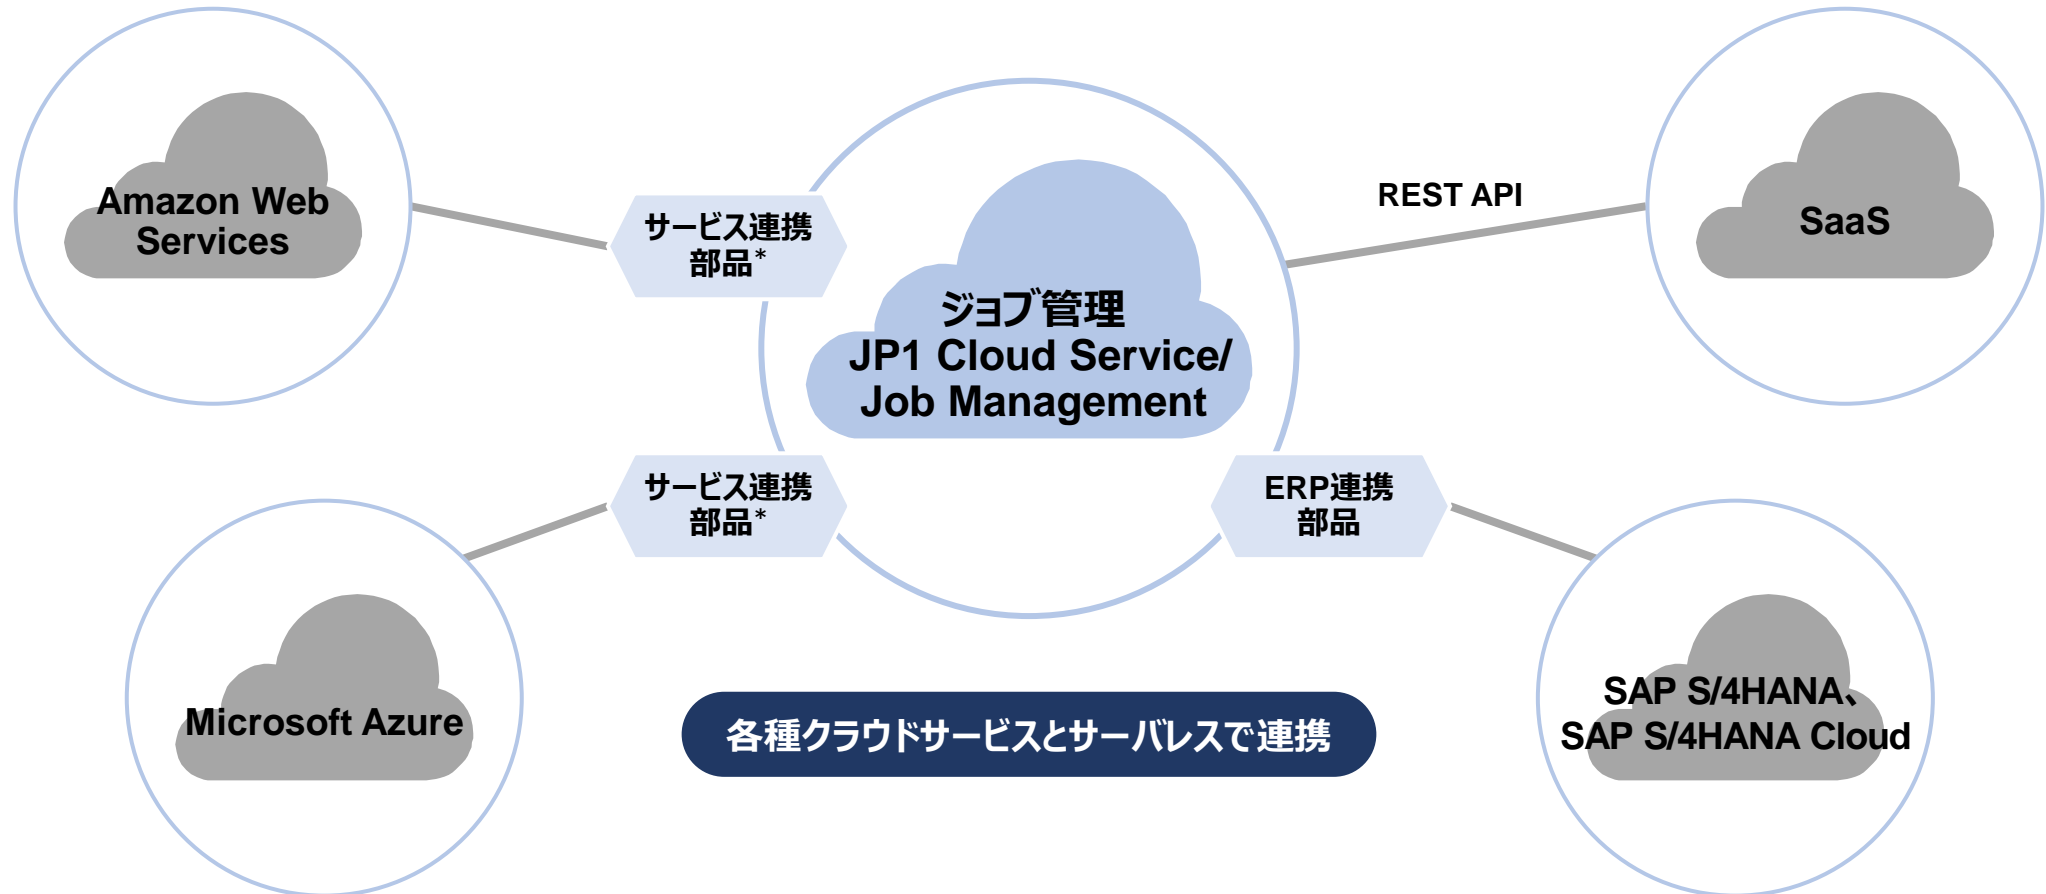 Amazon Web
Services
サービス連携
部品*
REST API
SaaS
ジョブ管理
JP1 Cloud Service/
Job Management
サービス連携
部品*
ERP連携
部品
Microsoft Azure
各種クラウドサービスとサーバレスで連携
SAP S/4HANA、
SAP S/4HANA Cloud